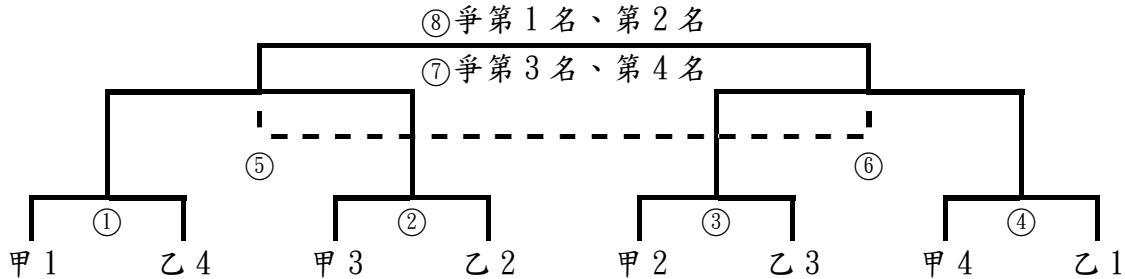 ⑧爭第1名、第2名
⑦爭第3名、第4名
⑤ ⑥
① ② ③ ④
甲1 乙4 甲3 乙2 甲2 乙3 甲4 乙1